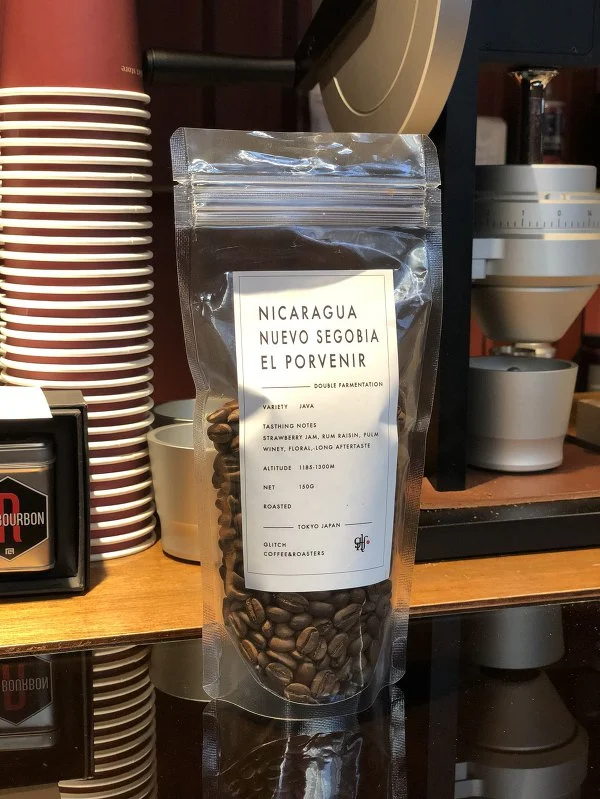 NICARAGUA
NUEVO SEGOBIA
EL PORVENIR
DOUBLE FARMENTATION
VARIETY JAVA
TASTHING NOTES
STRAWBERRY JAM, RUM RAISIN, PULM
WINEY, FLORAL, LONG AFTERTASTE
ALTITUDE 1185-1300M
NET 150G
ROASTED
TOKYO JAPAN
GLITCH
COFFEE&ROASTERS
BOURBON